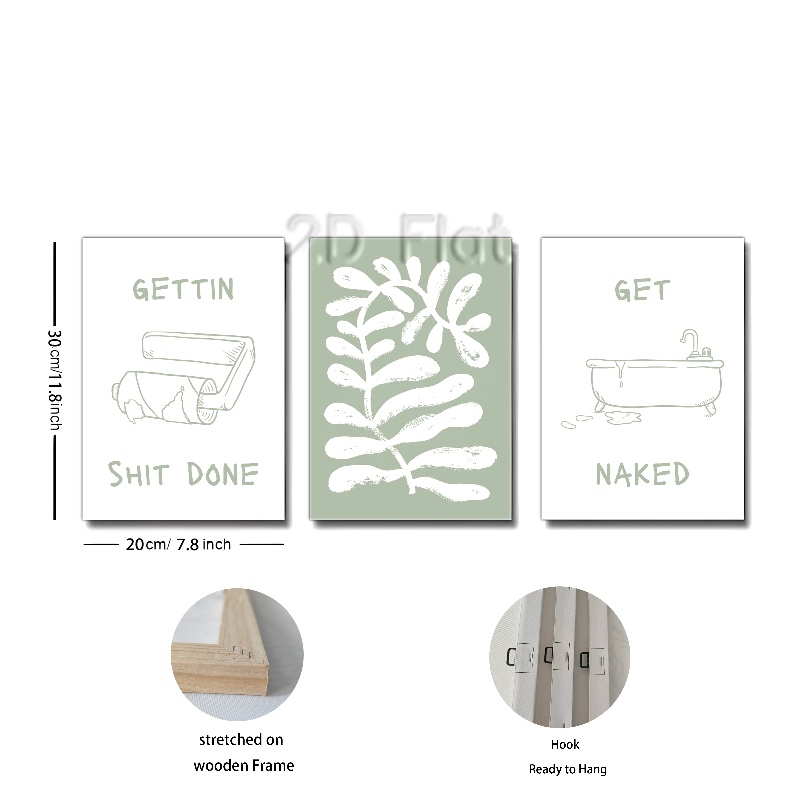 2D Flat
GETTIN
GET
SHIT DONE
NAKED
30cm/11.8inch
20cm/ 7.8 inch
stretched on
wooden Frame
Hook
Ready to Hang